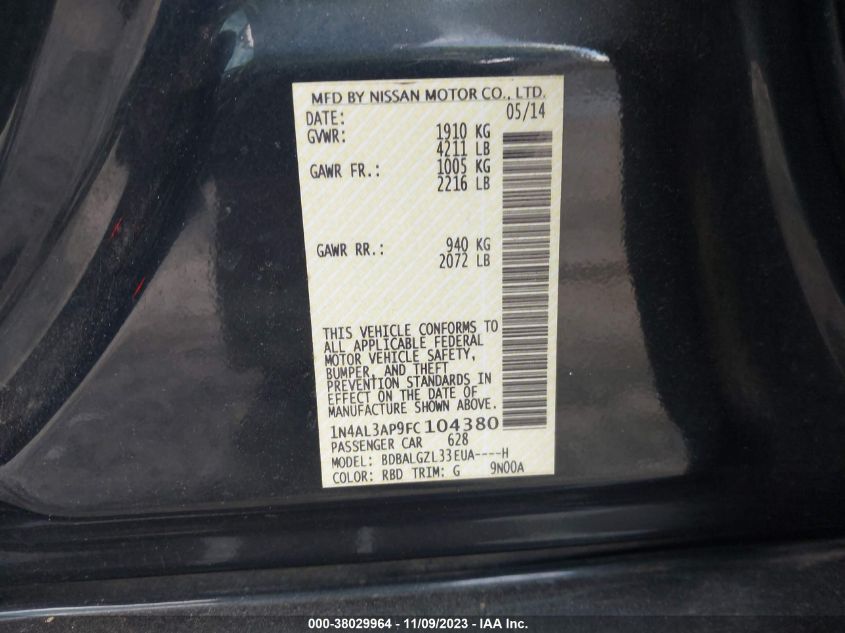 MFD BY NISSAN MOTOR CO., LTD.
DATE: 05/14
GVWR: 1910 KG
4211 LB
GAWR FR.: 1005 KG
2216 LB
GAWR RR.: 940 KG
2072 LB
THIS VEHICLE CONFORMS TO
ALL APPLICABLE FEDERAL
MOTOR VEHICLE SAFETY,
BUMPER, AND THEFT
PREVENTION STANDARDS IN
EFFECT ON THE DATE OF
MANUFACTURE SHOWN ABOVE.
1N4AL3AP9FC104380
PASSENGER CAR 628
MODEL: BDBALGZL33EUA----H
COLOR: RBD TRIM: G 9N00A
000-38029964 - 11/09/2023 - IAA Inc.